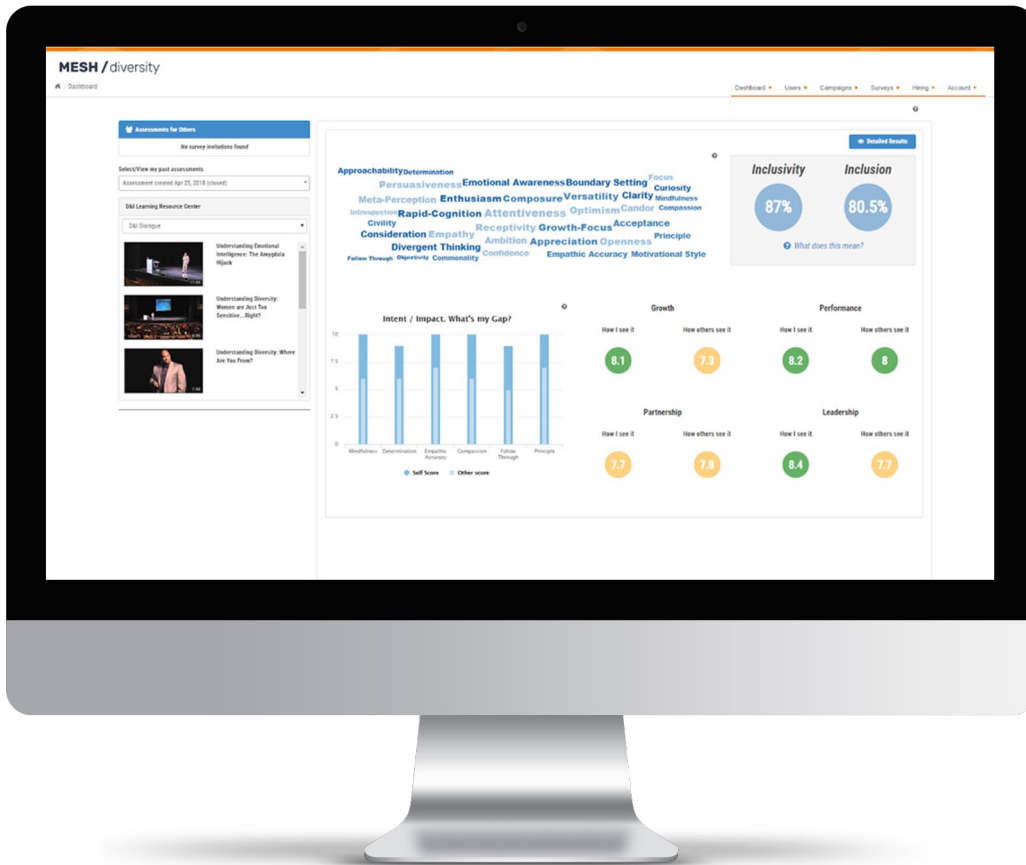 MESH / diversity
Dashboard
Dashboard Users Campaigns Surveys Hiring Account
Assessments for Others
No survey invitations found
Select/View my past assessments
Assessment created Apr 25, 2018 (closed)
D&I Learning Resource Center
D&I Dialogue
Understanding Emotional
Intelligence: The Amygdala
Hijack
Understanding Diversity:
Women are Just Too
Sensitive...Right?
Understanding Diversity: Where
Are You From?
7:49
Detailed Results
Approachability Determination
Persuasiveness Emotional Awareness Boundary Setting Focus
Curiosity
Meta-Perception Enthusiasm Composure Versatility Clarity Mindfulness
Introspection Rapid-Cognition Attentiveness Optimism Candor Compassion
Civility Receptivity Growth-Focus Acceptance
Consideration Empathy Principle
Divergent Thinking Ambition Appreciation Openness
Follow Through Objectivity Commonality Confidence Empathic Accuracy Motivational Style
Inclusivity Inclusion
87% 80.5%
What does this mean?
Intent / Impact. What's my Gap?
10
7.5
5
2.5
0
Mindfulness Determination Empathic Accuracy Compassion Follow Through Principle
Self Score Other score
Growth Performance
How I see it How others see it How I see it How others see it
8.1 7.3 8.2 8
Partnership Leadership
How I see it How others see it How I see it How others see it
7.7 7.8 8.4 7.7